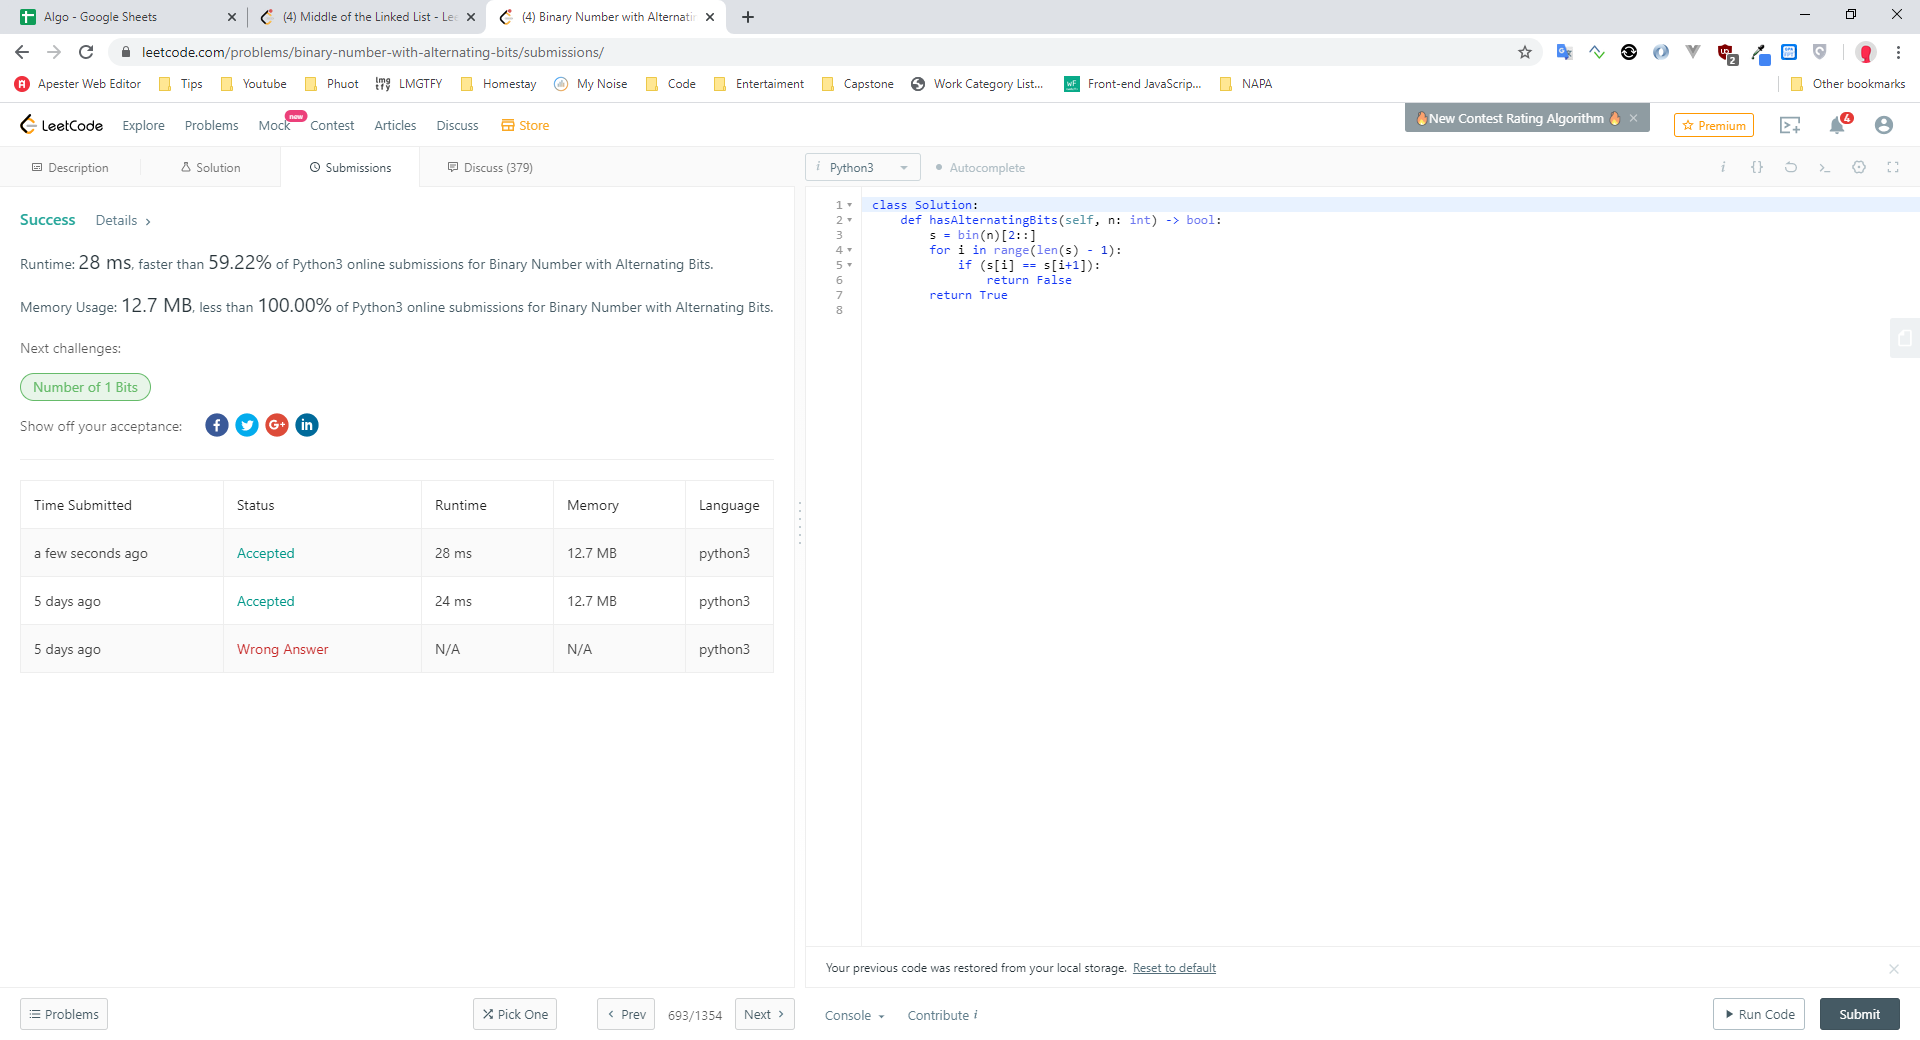 Algo - Google Sheets
(4) Middle of the Linked List - Lee
(4) Binary Number with Alternatin
leetcode.com/problems/binary-number-with-alternating-bits/submissions/
2
Apester Web Editor
Tips
Youtube
Phuot
LMGTFY
Homestay
My Noise
Code
Entertaiment
Capstone
Work Category List...
Front-end JavaScrip...
NAPA
Other bookmarks
LeetCode
Explore
Problems
Mock
new
Contest
Articles
Discuss
Store
🔥New Contest Rating Algorithm 🔥
Premium
4
Description
Solution
Submissions
Discuss (379)
i Python3
Autocomplete
Success Details
Runtime: 28 ms, faster than 59.22% of Python3 online submissions for Binary Number with Alternating Bits.
Memory Usage: 12.7 MB, less than 100.00% of Python3 online submissions for Binary Number with Alternating Bits.
Next challenges:
Number of 1 Bits
Show off your acceptance:
Time Submitted Status Runtime Memory Language
a few seconds ago Accepted 28 ms 12.7 MB python3
5 days ago Accepted 24 ms 12.7 MB python3
5 days ago Wrong Answer N/A N/A python3
1 class Solution:
2     def hasAlternatingBits(self, n: int) -> bool:
3         s = bin(n)[2::]
4         for i in range(len(s) - 1):
5             if (s[i] == s[i+1]):
6                 return False
7         return True
8
Your previous code was restored from your local storage. Reset to default
Problems
Pick One
Prev
693/1354
Next
Console
Contribute i
Run Code
Submit